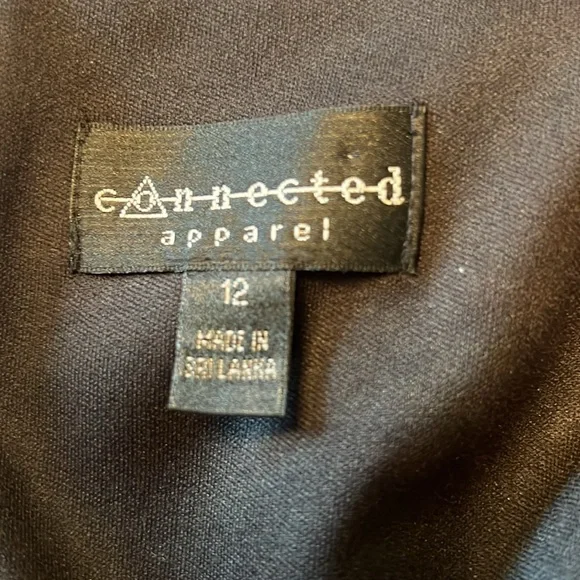 connected
apparel
12
MADE IN
SRI LANKA